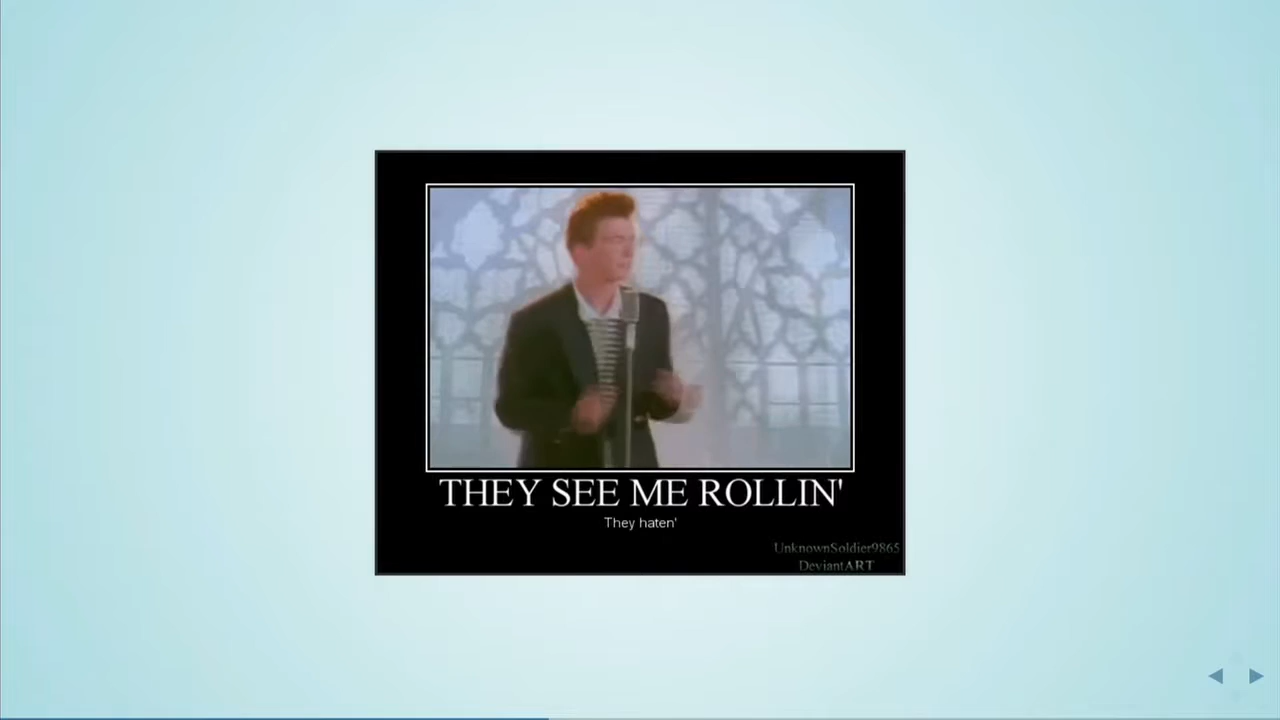 THEY SEE ME ROLLIN'
They haten'
UnknownSoldier9865
DeviantART